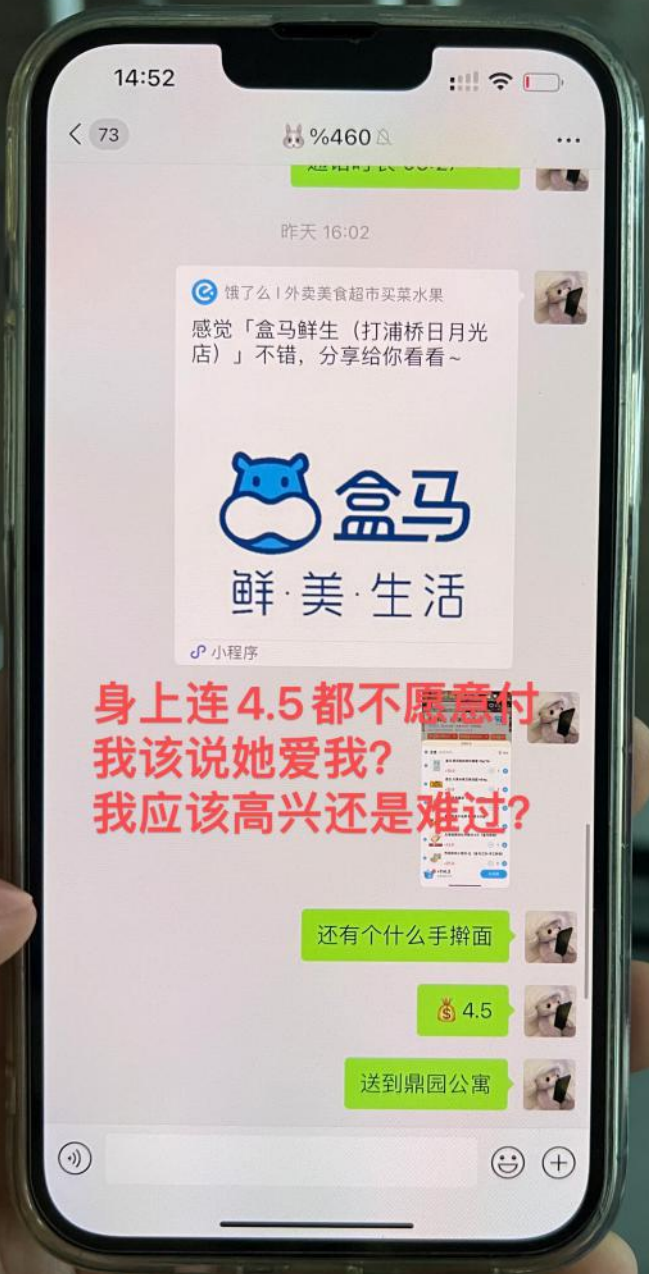 14:52
73
%460
昨天 16:02
饿了么 | 外卖美食超市买菜水果
感觉「盒马鲜生（打浦桥日月光
店）」不错，分享给你看看~
盒马
鲜·美·生活
小程序
身上连4.5都不愿意付
我该说她爱我？
我应该高兴还是难过？
还有个什么手擀面
4.5
送到鼎园公寓